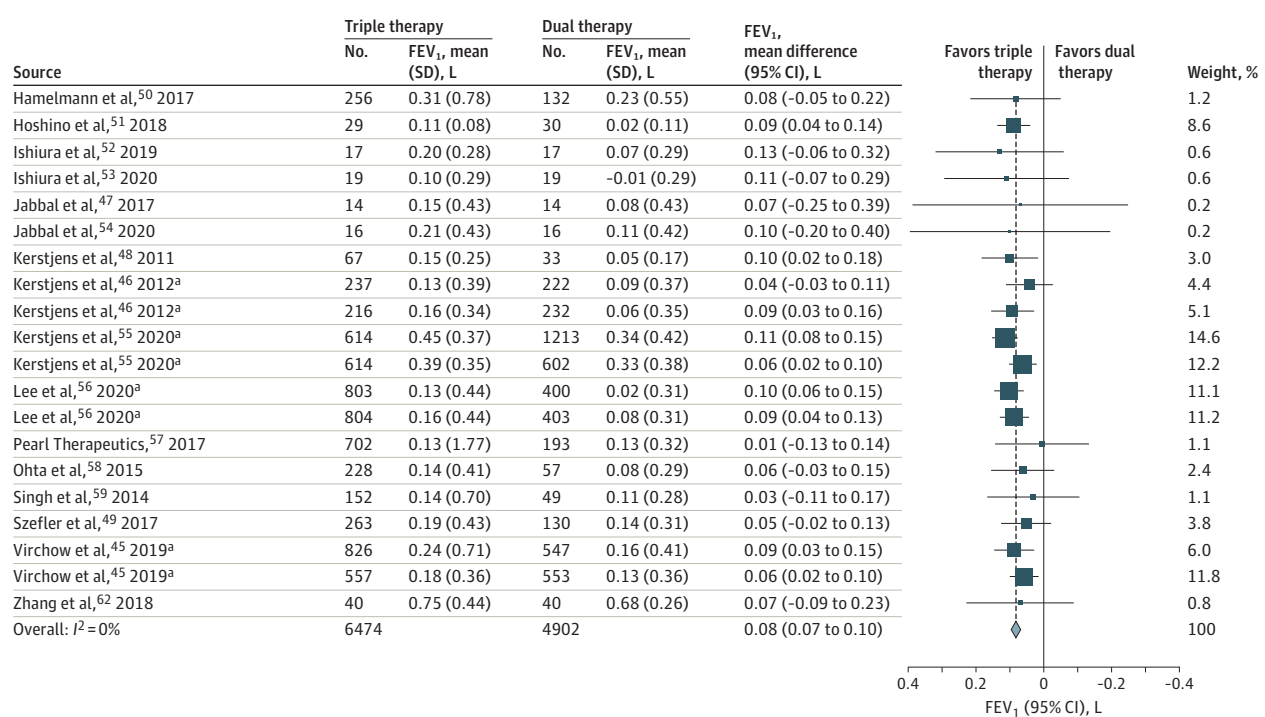 Triple therapy Dual therapy FEV₁, mean difference (95% CI), L Favors triple therapy Favors dual therapy
Source No. FEV₁, mean (SD), L No. FEV₁, mean (SD), L Weight, %
Hamelmann et al,⁵⁰ 2017 256 0.31 (0.78) 132 0.23 (0.55) 0.08 (-0.05 to 0.22) 1.2
Hoshino et al,⁵¹ 2018 29 0.11 (0.08) 30 0.02 (0.11) 0.09 (0.04 to 0.14) 8.6
Ishiura et al,⁵² 2019 17 0.20 (0.28) 17 0.07 (0.29) 0.13 (-0.06 to 0.32) 0.6
Ishiura et al,⁵³ 2020 19 0.10 (0.29) 19 -0.01 (0.29) 0.11 (-0.07 to 0.29) 0.6
Jabbal et al,⁴⁷ 2017 14 0.15 (0.43) 14 0.08 (0.43) 0.07 (-0.25 to 0.39) 0.2
Jabbal et al,⁵⁴ 2020 16 0.21 (0.43) 16 0.11 (0.42) 0.10 (-0.20 to 0.40) 0.2
Kerstjens et al,⁴⁸ 2011 67 0.15 (0.25) 33 0.05 (0.17) 0.10 (0.02 to 0.18) 3.0
Kerstjens et al,⁴⁶ 2012ᵃ 237 0.13 (0.39) 222 0.09 (0.37) 0.04 (-0.03 to 0.11) 4.4
Kerstjens et al,⁴⁶ 2012ᵃ 216 0.16 (0.34) 232 0.06 (0.35) 0.09 (0.03 to 0.16) 5.1
Kerstjens et al,⁵⁵ 2020ᵃ 614 0.45 (0.37) 1213 0.34 (0.42) 0.11 (0.08 to 0.15) 14.6
Kerstjens et al,⁵⁵ 2020ᵃ 614 0.39 (0.35) 602 0.33 (0.38) 0.06 (0.02 to 0.10) 12.2
Lee et al,⁵⁶ 2020ᵃ 803 0.13 (0.44) 400 0.02 (0.31) 0.10 (0.06 to 0.15) 11.1
Lee et al,⁵⁶ 2020ᵃ 804 0.16 (0.44) 403 0.08 (0.31) 0.09 (0.04 to 0.13) 11.2
Pearl Therapeutics,⁵⁷ 2017 702 0.13 (1.77) 193 0.13 (0.32) 0.01 (-0.13 to 0.14) 1.1
Ohta et al,⁵⁸ 2015 228 0.14 (0.41) 57 0.08 (0.29) 0.06 (-0.03 to 0.15) 2.4
Singh et al,⁵⁹ 2014 152 0.14 (0.70) 49 0.11 (0.28) 0.03 (-0.11 to 0.17) 1.1
Szefler et al,⁴⁹ 2017 263 0.19 (0.43) 130 0.14 (0.31) 0.05 (-0.02 to 0.13) 3.8
Virchow et al,⁴⁵ 2019ᵃ 826 0.24 (0.71) 547 0.16 (0.41) 0.09 (0.03 to 0.15) 6.0
Virchow et al,⁴⁵ 2019ᵃ 557 0.18 (0.36) 553 0.13 (0.36) 0.06 (0.02 to 0.10) 11.8
Zhang et al,⁶² 2018 40 0.75 (0.44) 40 0.68 (0.26) 0.07 (-0.09 to 0.23) 0.8
Overall: I² = 0% 6474 4902 0.08 (0.07 to 0.10) 100
0.4 0.2 0 -0.2 -0.4
FEV₁ (95% CI), L